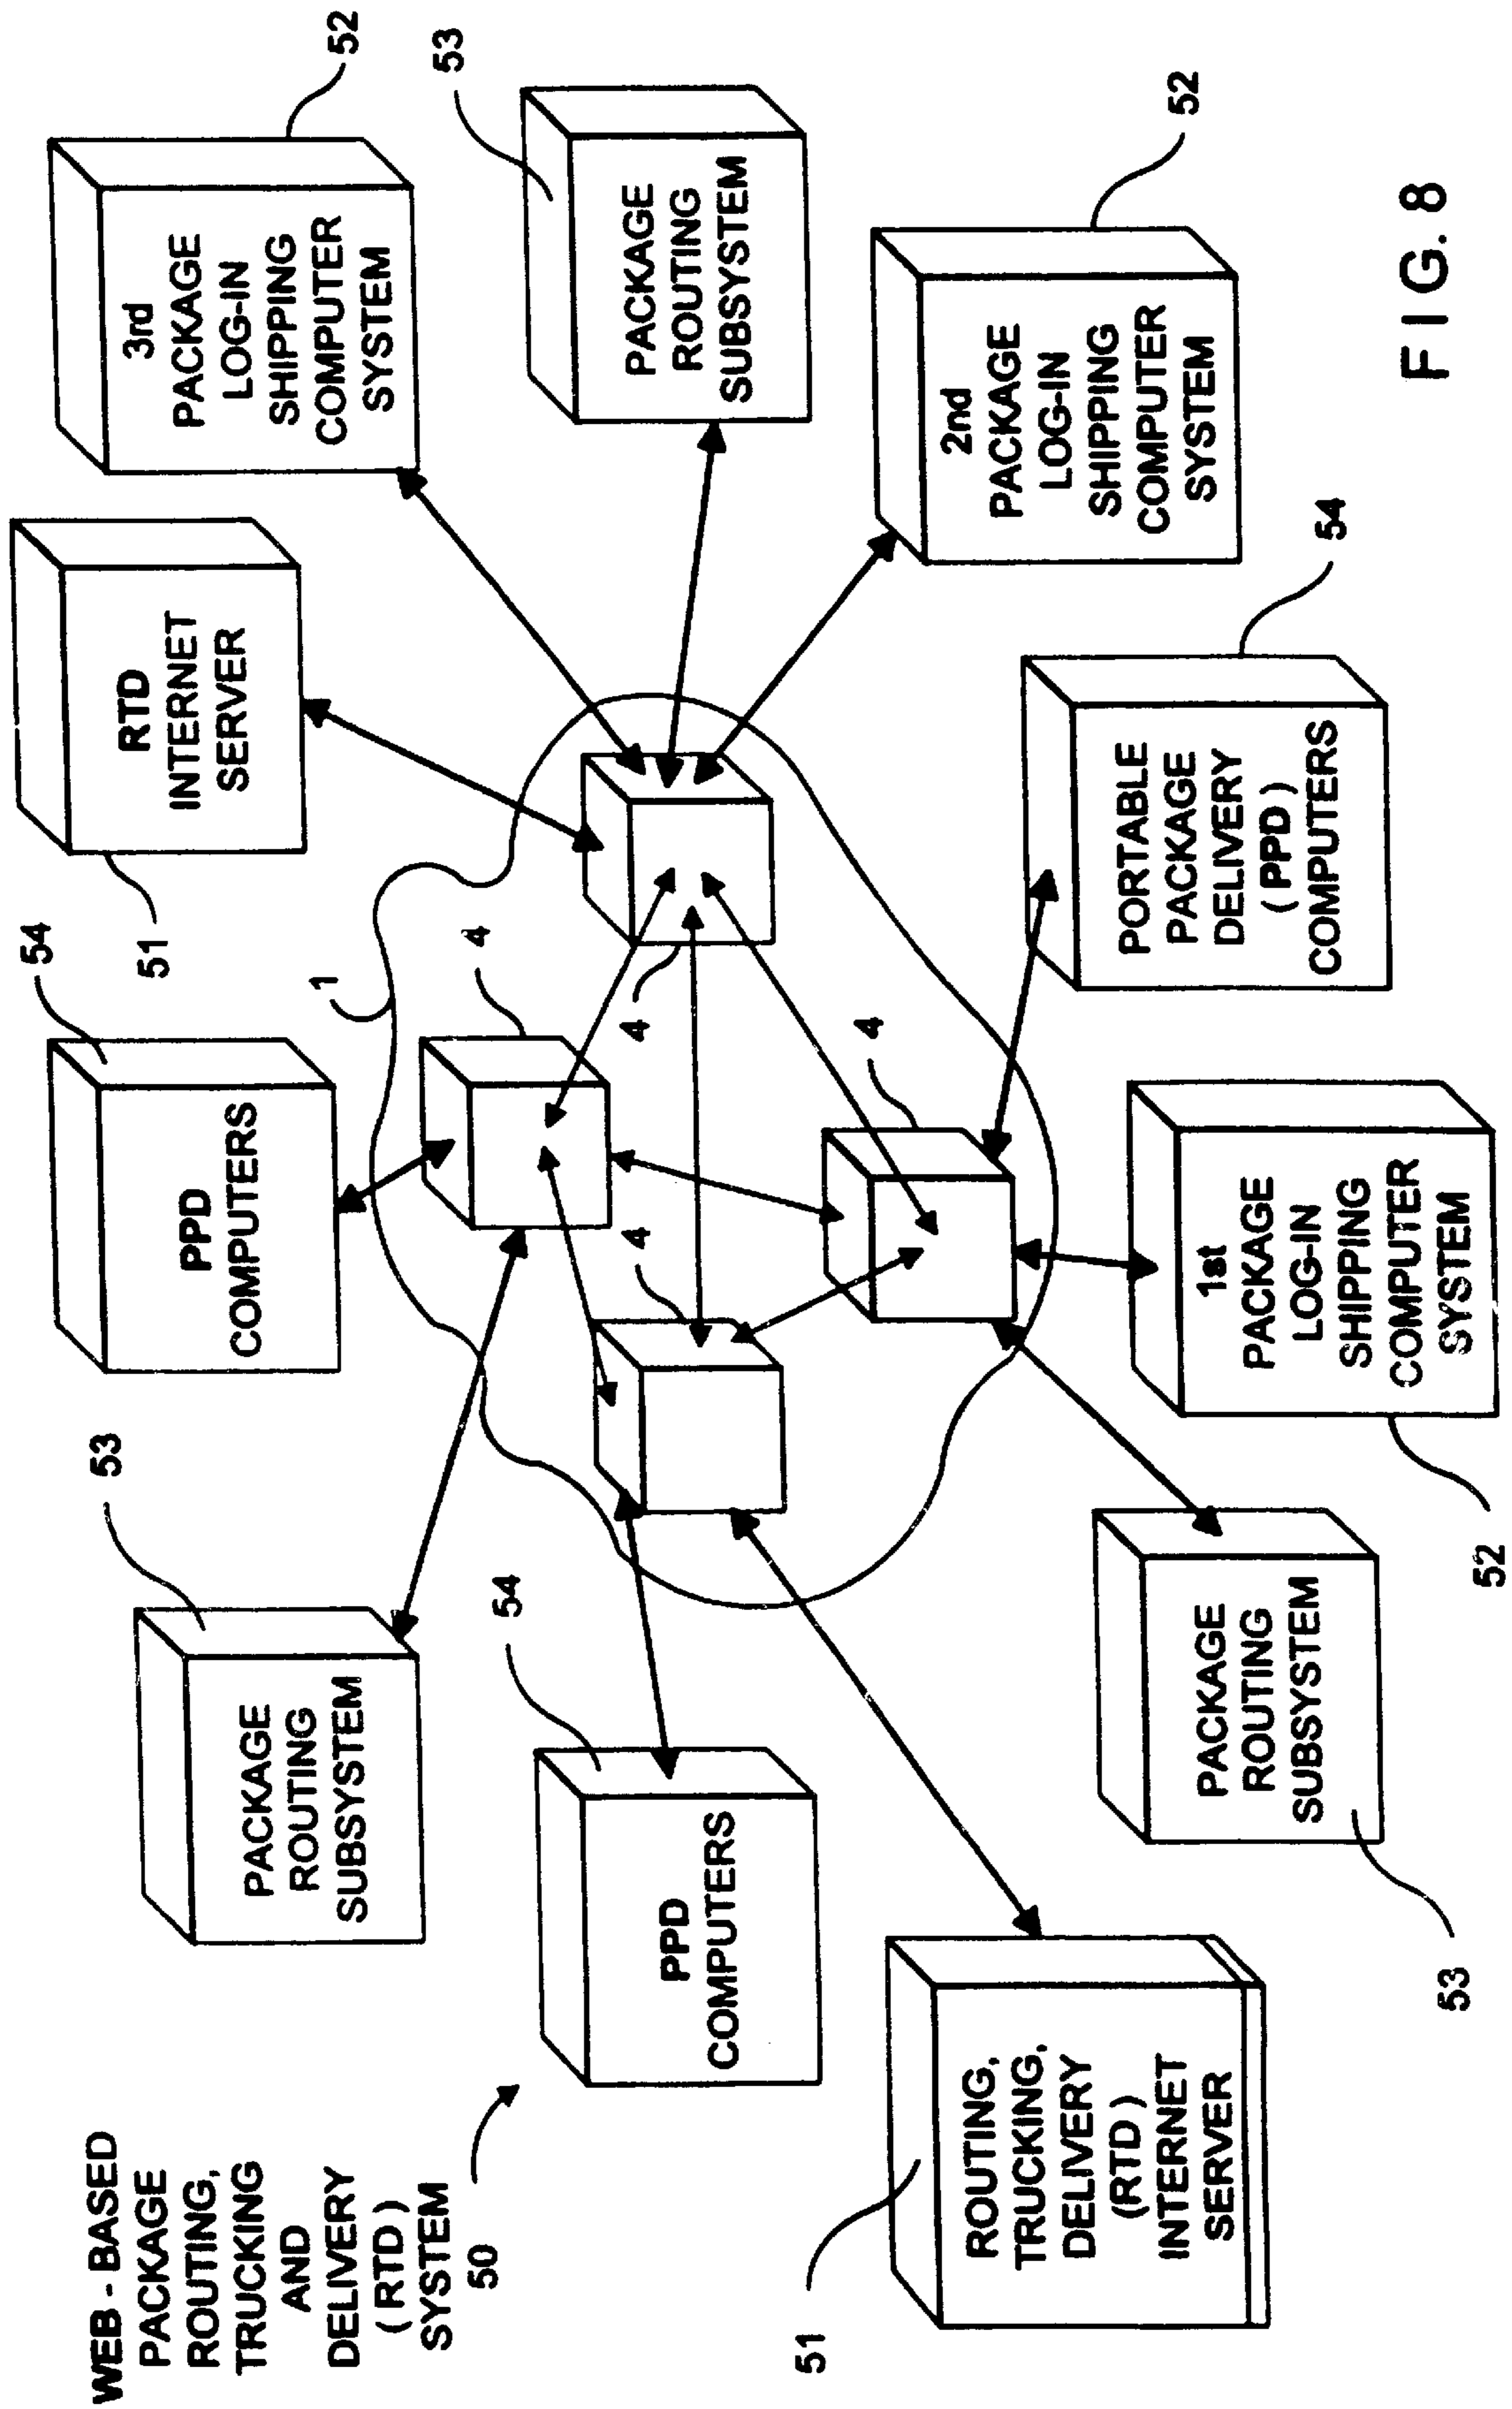 WEB - BASED
PACKAGE
ROUTING,
TRUCKING
AND
DELIVERY
( RTD )
SYSTEM
50
53
PACKAGE
ROUTING
SUBSYSTEM
54
PPD
COMPUTERS
51
RTD
INTERNET
SERVER
52
3rd
PACKAGE
LOG-IN
SHIPPING
COMPUTER
SYSTEM
54
PPD
COMPUTERS
1
4
4
4
4
53
PACKAGE
ROUTING
SUBSYSTEM
51
ROUTING,
TRUCKING,
DELIVERY
(RTD )
INTERNET
SERVER
53
PACKAGE
ROUTING
SUBSYSTEM
52
1st
PACKAGE
LOG-IN
SHIPPING
COMPUTER
SYSTEM
54
PORTABLE
PACKAGE
DELIVERY
( PPD )
COMPUTERS
52
2nd
PACKAGE
LOG-IN
SHIPPING
COMPUTER
SYSTEM
FIG. 8